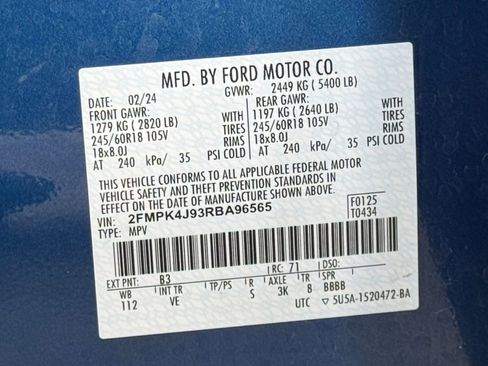 MFD. BY FORD MOTOR CO.
DATE: 02/24 GVWR: 2449 KG ( 5400 LB)
FRONT GAWR: REAR GAWR:
1279 KG ( 2820 LB) WITH 1197 KG ( 2640 LB) WITH
245/60R18 105V TIRES 245/60R18 105V TIRES
18x8.0J RIMS 18x8.0J RIMS
AT 240 kPa/ 35 PSI COLD AT 240 kPa/ 35 PSI COLD
THIS VEHICLE CONFORMS TO ALL APPLICABLE FEDERAL MOTOR
VEHICLE SAFETY AND THEFT PREVENTION STANDARDS IN
EFFECT ON THE DATE OF MANUFACTURE SHOWN ABOVE.
VIN: 2FMPK4J93RBA96565 F0125
TYPE: MPV T0434
EXT PNT: B3 RC: 71 DSO:
WB INT TR TP/PS R AXLE TR SPR
112 VE S 3K 8 BBBB
UTC ▽ 5U5A-1520472-BA